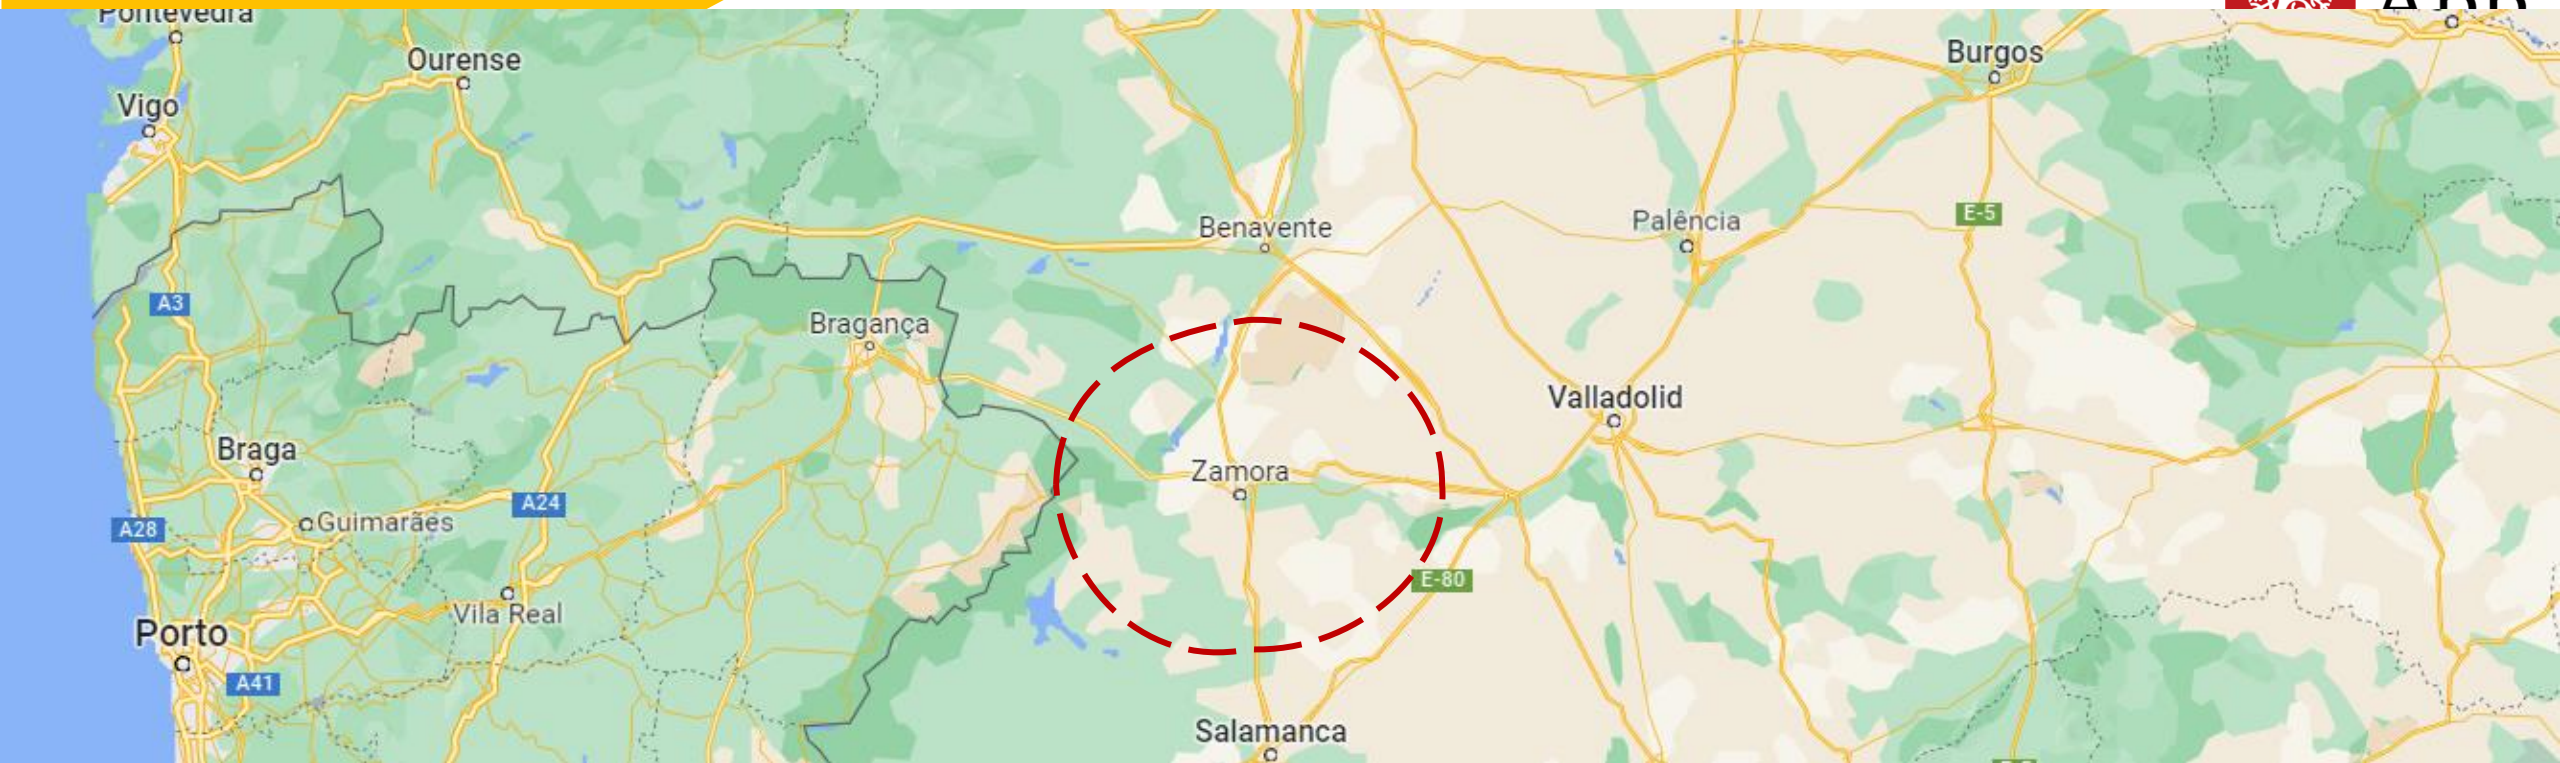 Pontevedra
Ourense
Burgos
Vigo
Benavente
Palência
E-5
A3
Bragança
Valladolid
Braga
Zamora
A24
Guimarães
A28
E-80
Vila Real
Porto
A41
Salamanca